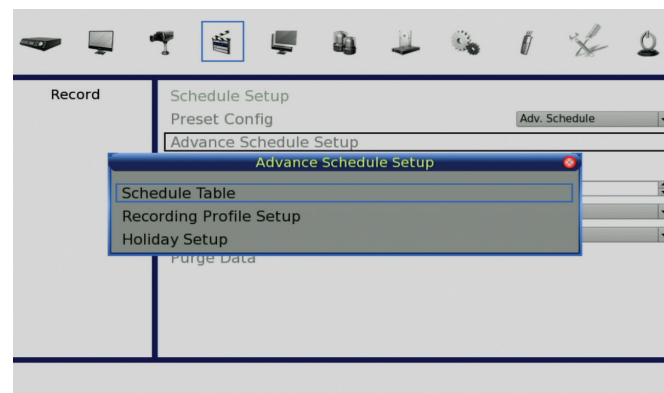 Record
Schedule Setup
Preset Config Adv. Schedule
Advance Schedule Setup
Advance Schedule Setup
Schedule Table
Recording Profile Setup
Holiday Setup
Purge Data